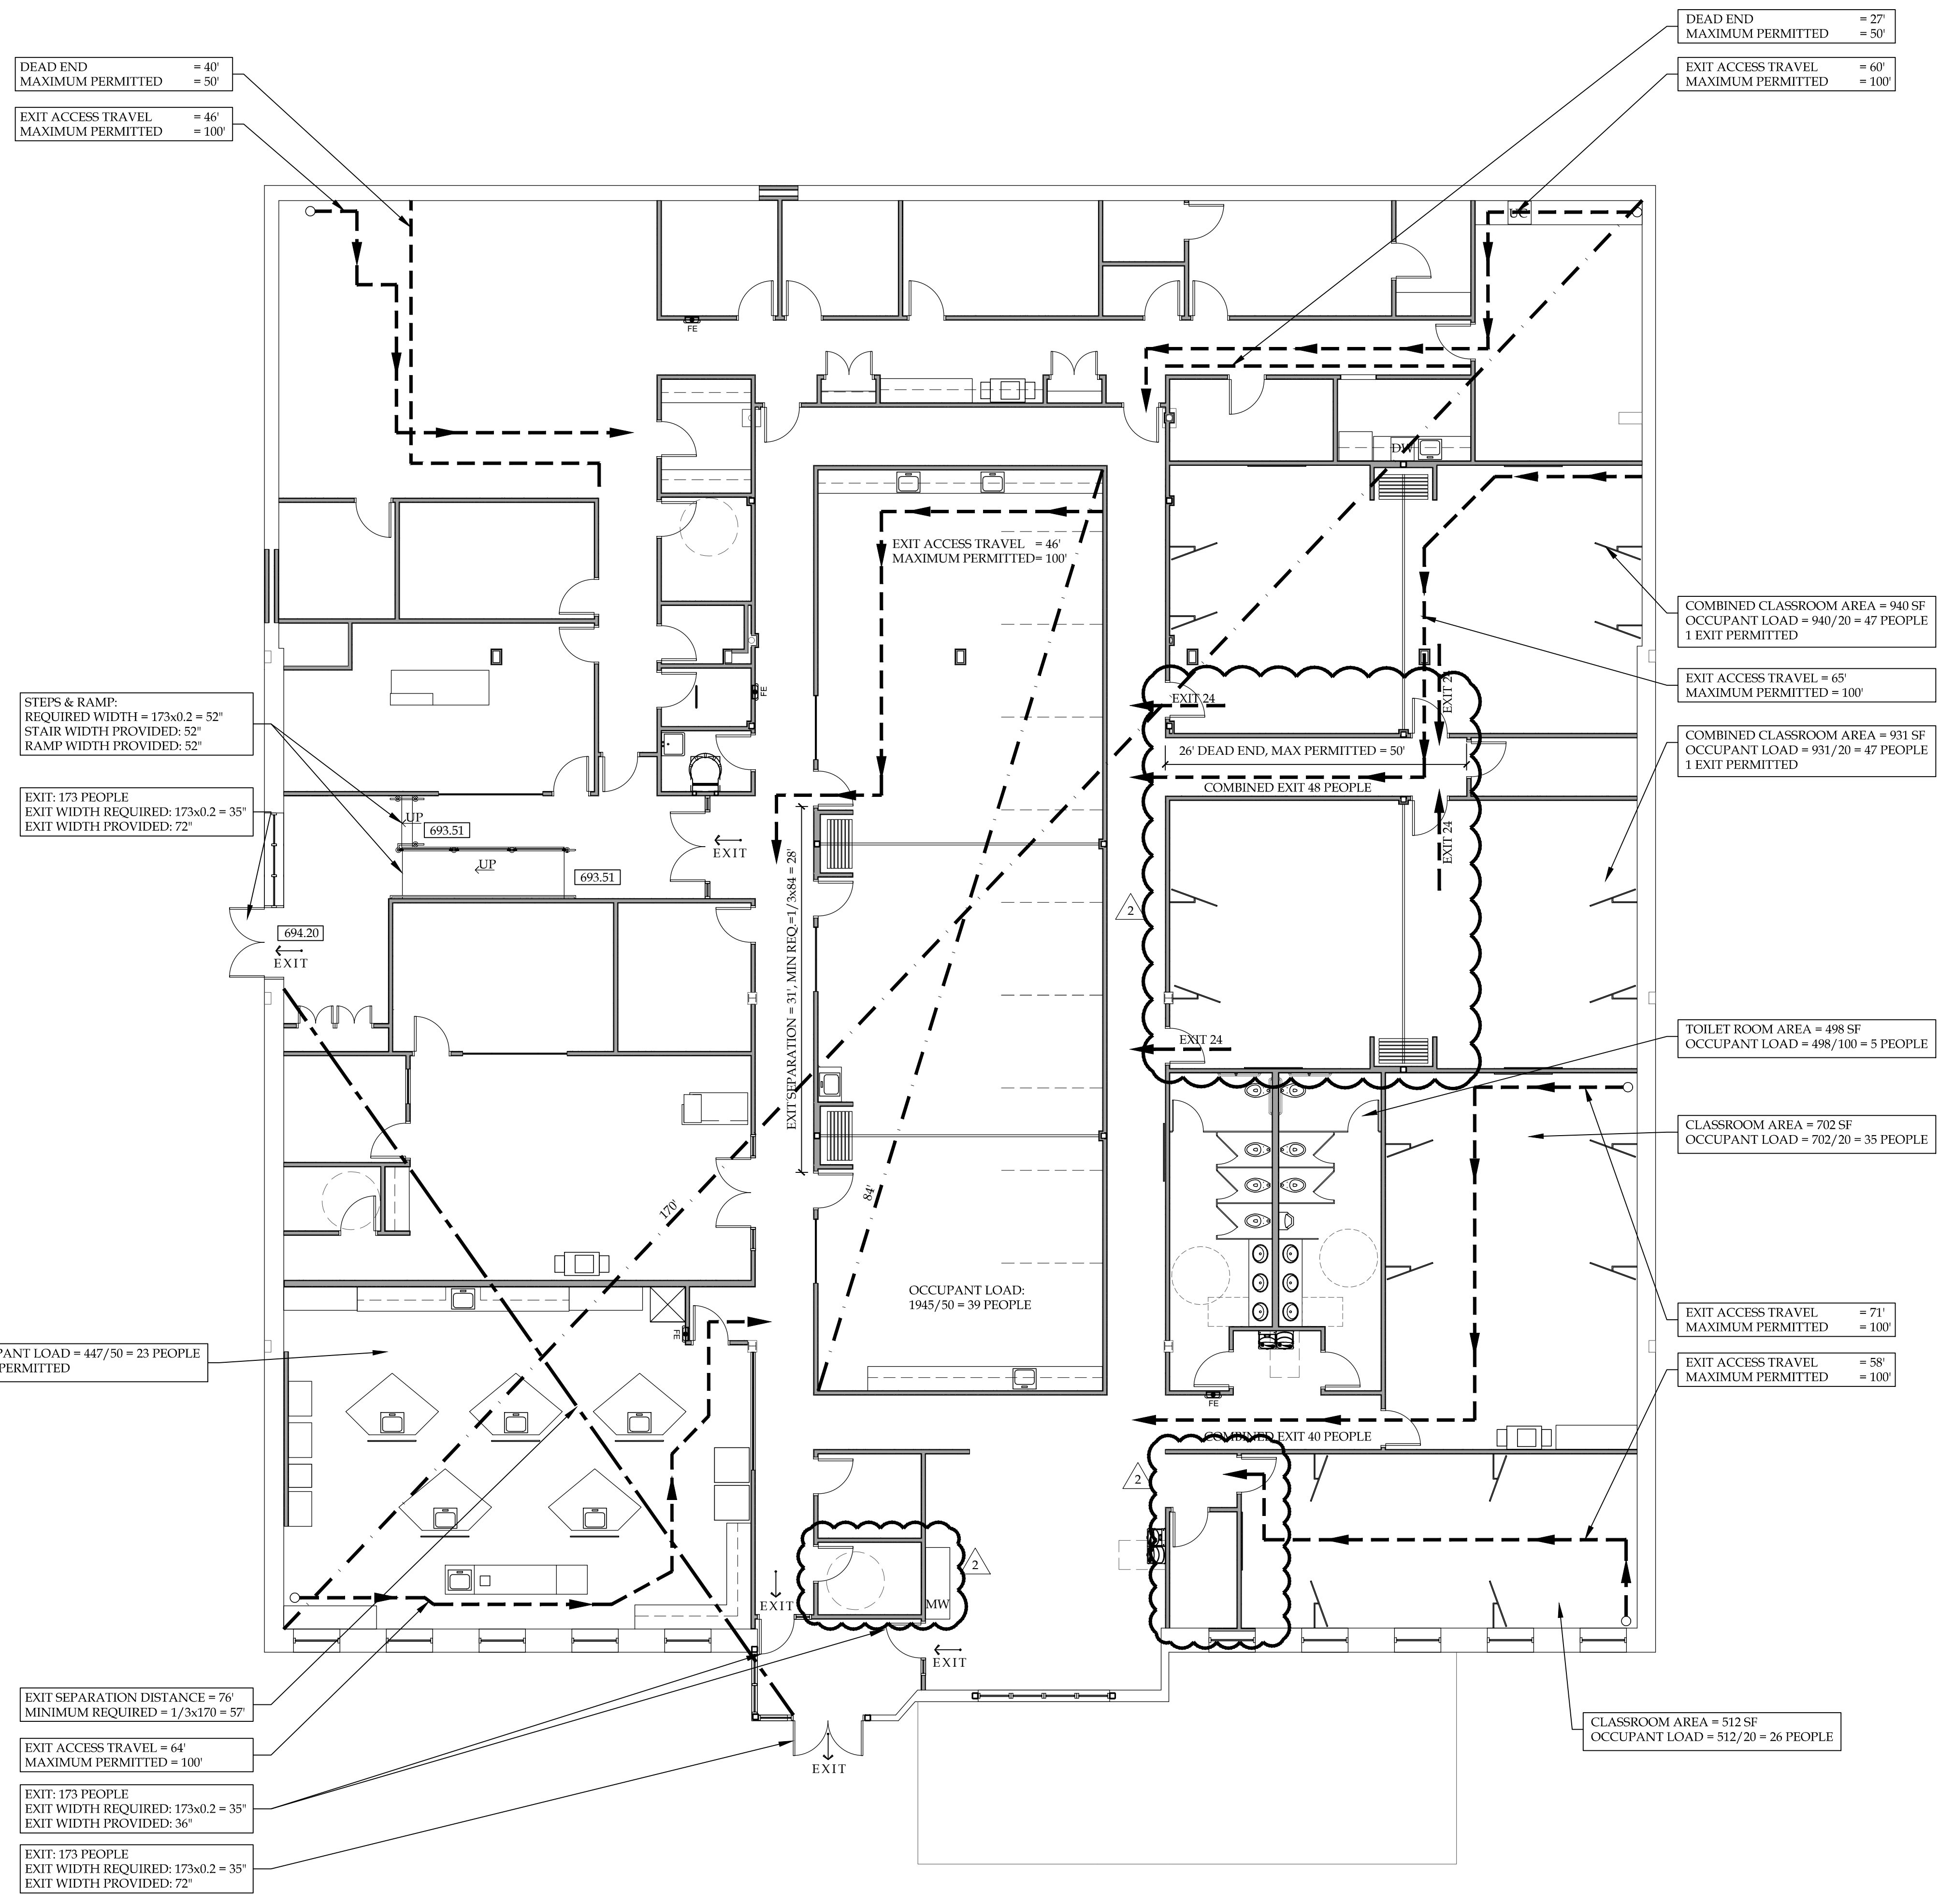 DEAD END = 27'
MAXIMUM PERMITTED = 50'
DEAD END = 40'
MAXIMUM PERMITTED = 50'
EXIT ACCESS TRAVEL = 60'
MAXIMUM PERMITTED = 100'
EXIT ACCESS TRAVEL = 46'
MAXIMUM PERMITTED = 100'
UC
FE
DW
EXIT ACCESS TRAVEL = 46'
MAXIMUM PERMITTED= 100'
COMBINED CLASSROOM AREA = 940 SF
OCCUPANT LOAD = 940/20 = 47 PEOPLE
1 EXIT PERMITTED
EXIT ACCESS TRAVEL = 65'
MAXIMUM PERMITTED = 100'
STEPS & RAMP:
REQUIRED WIDTH = 173x0.2 = 52"
STAIR WIDTH PROVIDED: 52"
RAMP WIDTH PROVIDED: 52"
FE
EXIT 24
EXIT 24
COMBINED CLASSROOM AREA = 931 SF
OCCUPANT LOAD = 931/20 = 47 PEOPLE
1 EXIT PERMITTED
26' DEAD END, MAX PERMITTED = 50'
COMBINED EXIT 48 PEOPLE
EXIT: 173 PEOPLE
EXIT WIDTH REQUIRED: 173x0.2 = 35"
EXIT WIDTH PROVIDED: 72"
UP
693.51
UP
693.51
EXIT
EXIT 24
EXIT SEPARATION = 31', MIN REQ.=1/3x84 = 28'
2
694.20
EXIT
EXIT 24
TOILET ROOM AREA = 498 SF
OCCUPANT LOAD = 498/100 = 5 PEOPLE
CLASSROOM AREA = 702 SF
OCCUPANT LOAD = 702/20 = 35 PEOPLE
170'
84'
OCCUPANT LOAD:
1945/50 = 39 PEOPLE
FE
EXIT ACCESS TRAVEL = 71'
MAXIMUM PERMITTED = 100'
PANT LOAD = 447/50 = 23 PEOPLE
PERMITTED
EXIT ACCESS TRAVEL = 58'
MAXIMUM PERMITTED = 100'
FE
COMBINED EXIT 40 PEOPLE
2
2
MW
EXIT
EXIT
EXIT SEPARATION DISTANCE = 76'
MINIMUM REQUIRED = 1/3x170 = 57'
CLASSROOM AREA = 512 SF
OCCUPANT LOAD = 512/20 = 26 PEOPLE
EXIT ACCESS TRAVEL = 64'
MAXIMUM PERMITTED = 100'
EXIT
EXIT: 173 PEOPLE
EXIT WIDTH REQUIRED: 173x0.2 = 35"
EXIT WIDTH PROVIDED: 36"
EXIT: 173 PEOPLE
EXIT WIDTH REQUIRED: 173x0.2 = 35"
EXIT WIDTH PROVIDED: 72"